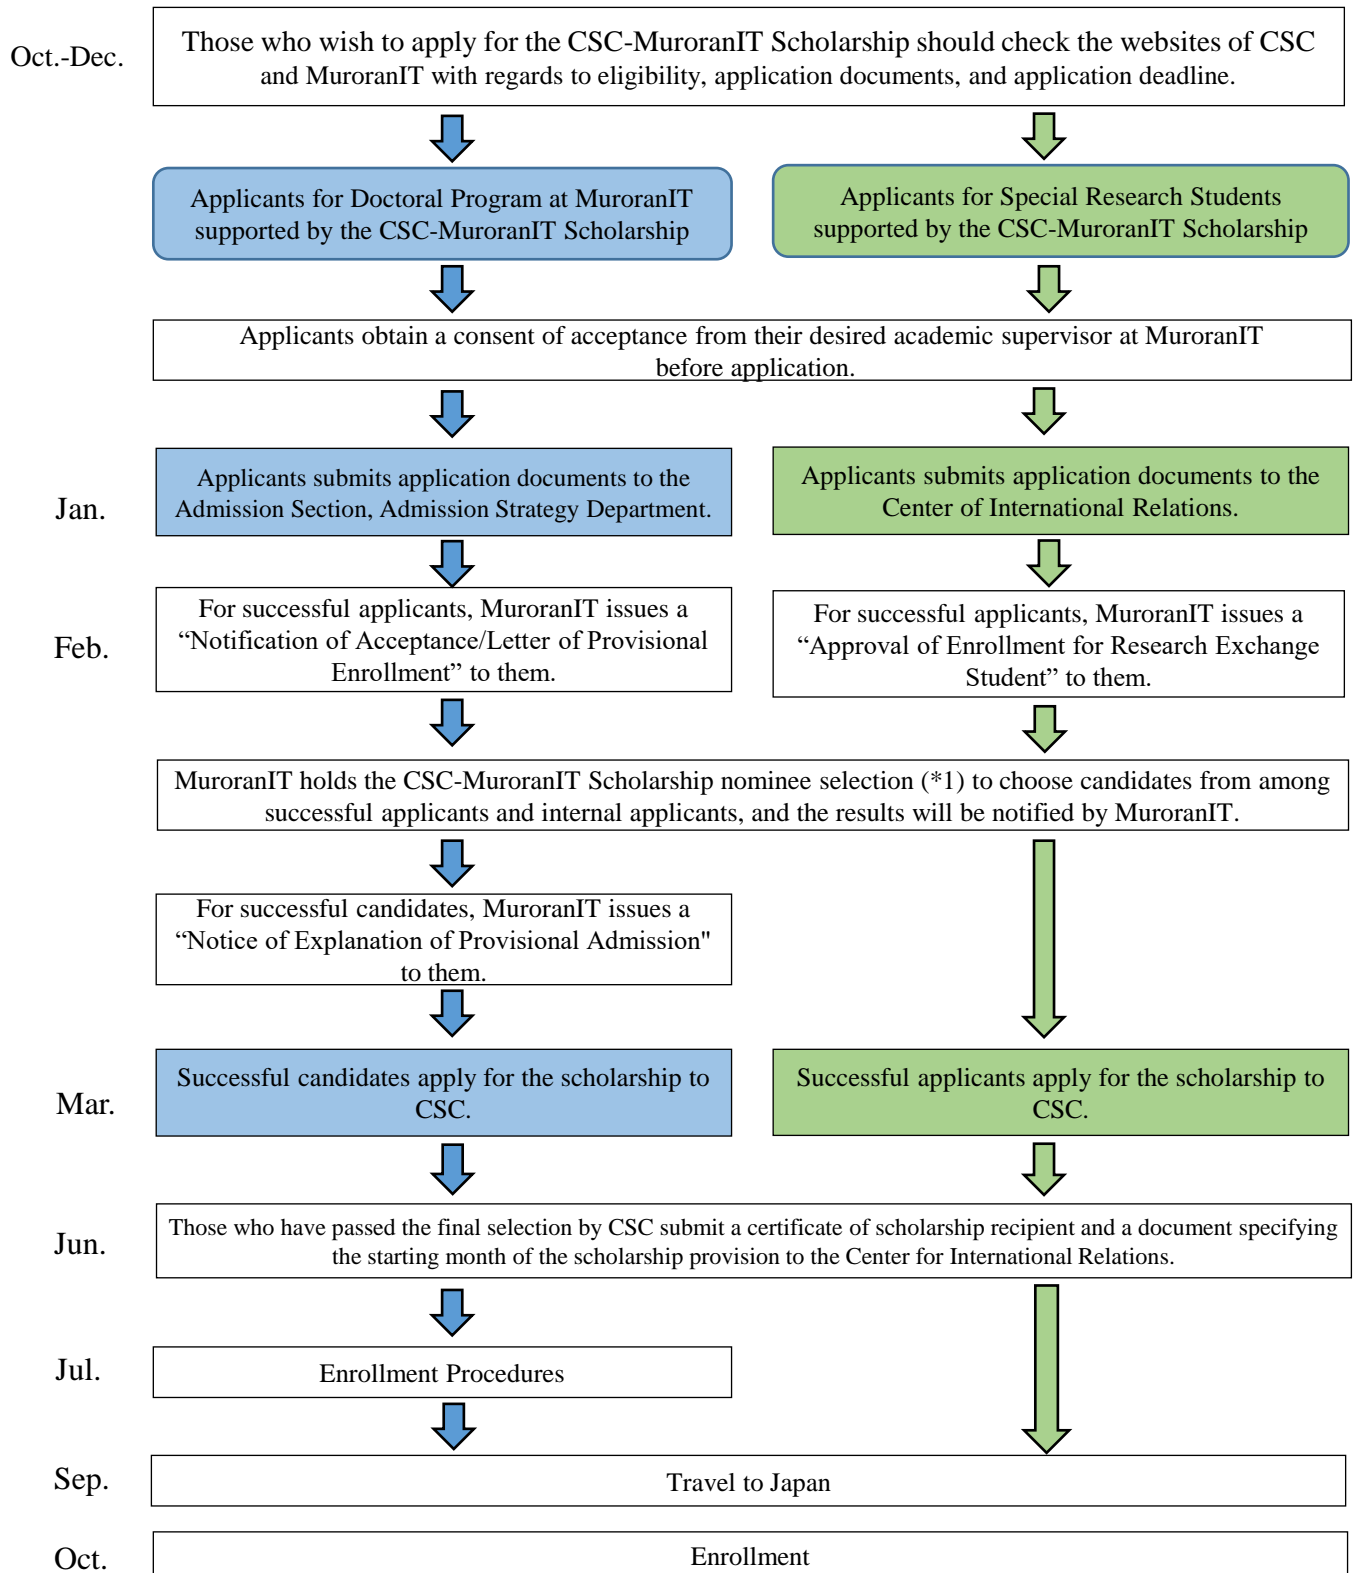 Oct.-Dec.
Those who wish to apply for the CSC-MuroranIT Scholarship should check the websites of CSC
and MuroranIT with regards to eligibility, application documents, and application deadline.
Applicants for Doctoral Program at MuroranIT
supported by the CSC-MuroranIT Scholarship
Applicants for Special Research Students
supported by the CSC-MuroranIT Scholarship
Applicants obtain a consent of acceptance from their desired academic supervisor at MuroranIT
before application.
Jan.
Applicants submits application documents to the
Admission Section, Admission Strategy Department.
Applicants submits application documents to the
Center of International Relations.
Feb.
For successful applicants, MuroranIT issues a
“Notification of Acceptance/Letter of Provisional
Enrollment” to them.
For successful applicants, MuroranIT issues a
“Approval of Enrollment for Research Exchange
Student” to them.
MuroranIT holds the CSC-MuroranIT Scholarship nominee selection (*1) to choose candidates from among
successful applicants and internal applicants, and the results will be notified by MuroranIT.
For successful candidates, MuroranIT issues a
“Notice of Explanation of Provisional Admission"
to them.
Mar.
Successful candidates apply for the scholarship to
CSC.
Successful applicants apply for the scholarship to
CSC.
Jun.
Those who have passed the final selection by CSC submit a certificate of scholarship recipient and a document specifying
the starting month of the scholarship provision to the Center for International Relations.
Jul.
Enrollment Procedures
Sep.
Travel to Japan
Oct.
Enrollment